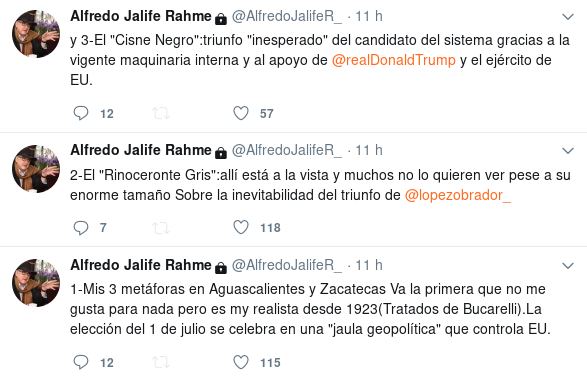 Alfredo Jalife Rahme @AlfredoJalifeR_ · 11 h
y 3-El "Cisne Negro":triunfo "inesperado" del candidato del sistema gracias a la
vigente maquinaria interna y al apoyo de @realDonaldTrump y el ejército de
EU.
12 57
Alfredo Jalife Rahme @AlfredoJalifeR_ · 11 h
2-El "Rinoceronte Gris":allí está a la vista y muchos no lo quieren ver pese a su
enorme tamaño Sobre la inevitabilidad del triunfo de @lopezobrador_
7 118
Alfredo Jalife Rahme @AlfredoJalifeR_ · 11 h
1-Mis 3 metáforas en Aguascalientes y Zacatecas Va la primera que no me
gusta para nada pero es my realista desde 1923(Tratados de Bucarelli).La
elección del 1 de julio se celebra en una "jaula geopolítica" que controla EU.
12 115